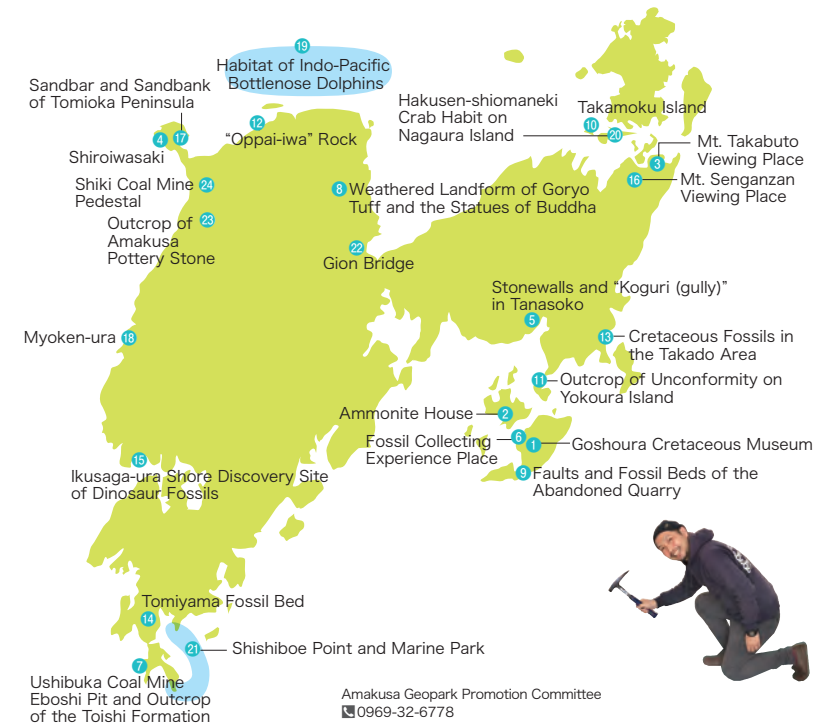 19
Habitat of Indo-Pacific
Bottlenose Dolphins
Sandbar and Sandbank
of Tomioka Peninsula
4
17
Shiroiwasaki
12
“Oppai-iwa” Rock
Hakusen-shiomaneki
Crab Habit on
Nagaura Island
Takamoku Island
10
20
3
Mt. Takabuto
Viewing Place
16
Mt. Senganzan
Viewing Place
Shiki Coal Mine
Pedestal
24
8
Weathered Landform of Goryo
Tuff and the Statues of Buddha
Outcrop of
Amakusa
Pottery Stone
23
22
Gion Bridge
Stonewalls and “Koguri (gully)”
in Tanasoko
5
Myoken-ura
18
13
Cretaceous Fossils in
the Takado Area
11
Outcrop of Unconformity on
Yokoura Island
Ammonite House
2
Fossil Collecting
Experience Place
6
1
Goshoura Cretaceous Museum
15
Ikusaga-ura Shore Discovery Site
of Dinosaur Fossils
9
Faults and Fossil Beds of the
Abandoned Quarry
Tomiyama Fossil Bed
14
21
Shishiboe Point and Marine Park
7
Ushibuka Coal Mine
Eboshi Pit and Outcrop
of the Toishi Formation
Amakusa Geopark Promotion Committee
0969-32-6778